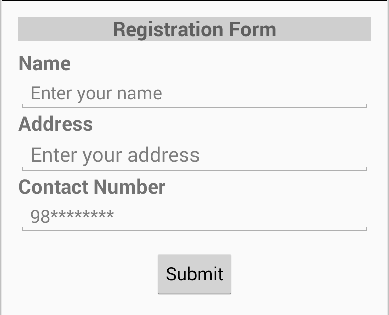 Registration Form
Name
Enter your name
Address
Enter your address
Contact Number
98********
Submit